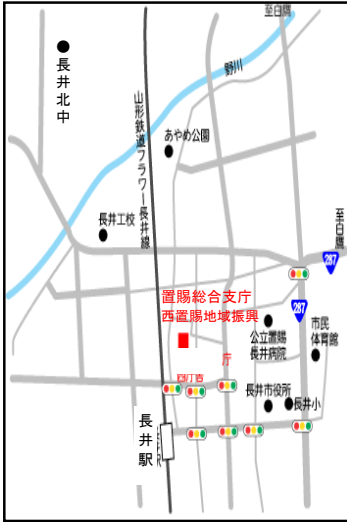 至白鷹
長井北中
野川
山形鉄道フラワー長井線
あやめ公園
至白鷹
長井工校
287
置賜総合支庁
西置賜地域振興
287
公立置賜
長井病院
市民
体育館
庁
長井市役所
長井小
長井駅